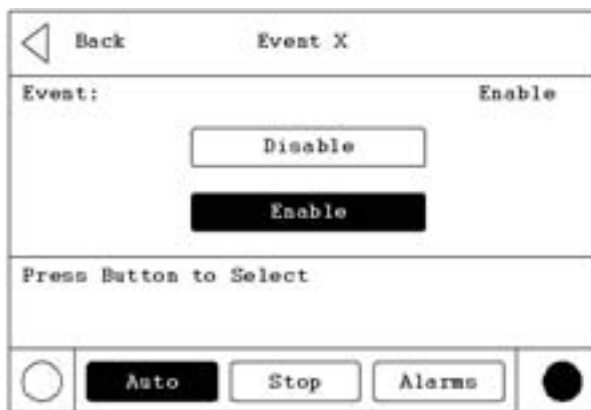 Back Event X
Event: Enable
Disable
Enable
Press Button to Select
Auto Stop Alarms